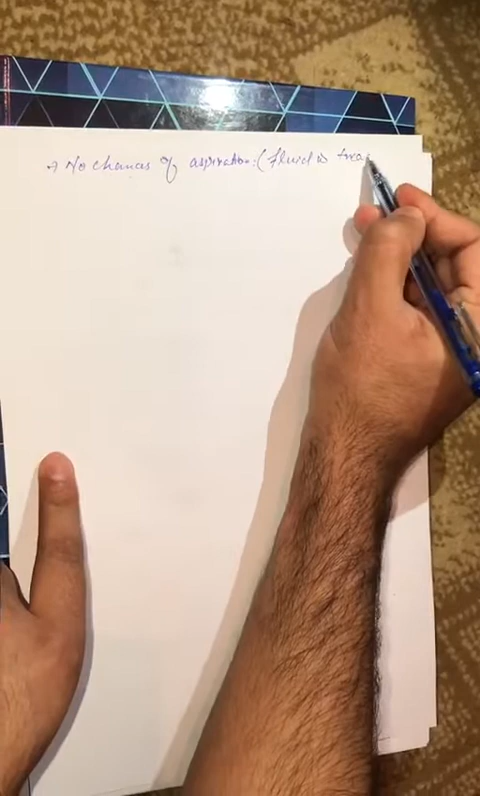 → No chances of aspiration: (fluid is